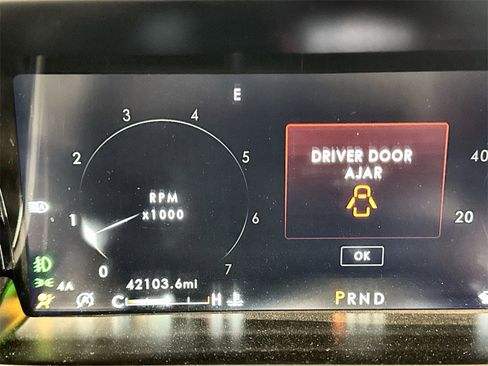 E
3 4
2 5
DRIVER DOOR
AJAR
40
RPM
x1000
1 6
20
0 7
OK
4A
42103.6mi
C H
PRND